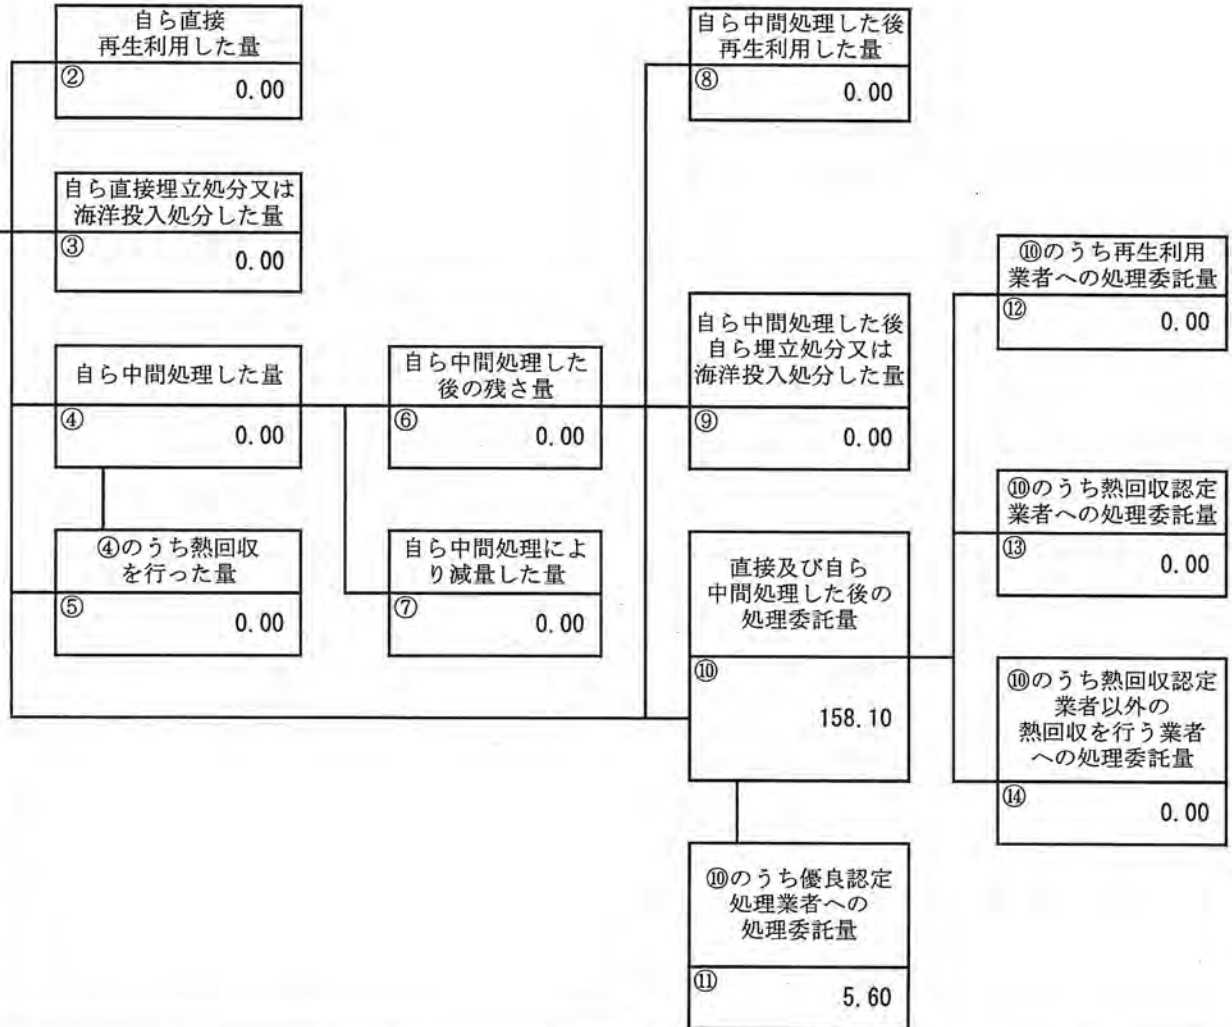 自ら直接
再生利用した量
② 0.00
自ら直接埋立処分又は
海洋投入処分した量
③ 0.00
自ら中間処理した量
④ 0.00
④のうち熱回収
を行った量
⑤ 0.00
自ら中間処理した
後の残さ量
⑥ 0.00
自ら中間処理によ
り減量した量
⑦ 0.00
自ら中間処理した後
再生利用した量
⑧ 0.00
自ら中間処理した後
自ら埋立処分又は
海洋投入処分した量
⑨ 0.00
直接及び自ら
中間処理した後の
処理委託量
⑩
158.10
⑩のうち優良認定
処理業者への
処理委託量
⑪ 5.60
⑩のうち再生利用
業者への処理委託量
⑫ 0.00
⑩のうち熱回収認定
業者への処理委託量
⑬ 0.00
⑩のうち熱回収認定
業者以外の
熱回収を行う業者
への処理委託量
⑭ 0.00